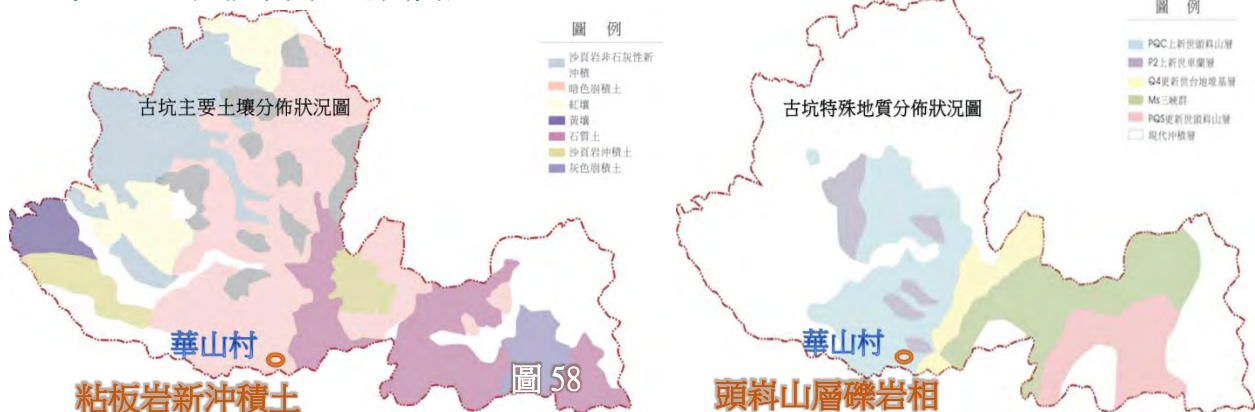 圖 例
沙頁岩非石灰性新
沖積
暗色崩積土
紅壤
黃壤
石質土
沙頁岩沖積土
灰色崩積土
古坑主要土壤分佈狀況圖
華山村
粘板岩新沖積土
圖 58
圖 例
PQC上新世頭嵙山層
P2上新世卓蘭層
Q4更新世台地堆基層
Ms三峽群
PQS更新世頭嵙山層
現代沖積層
古坑特殊地質分佈狀況圖
華山村
頭嵙山層礫岩相